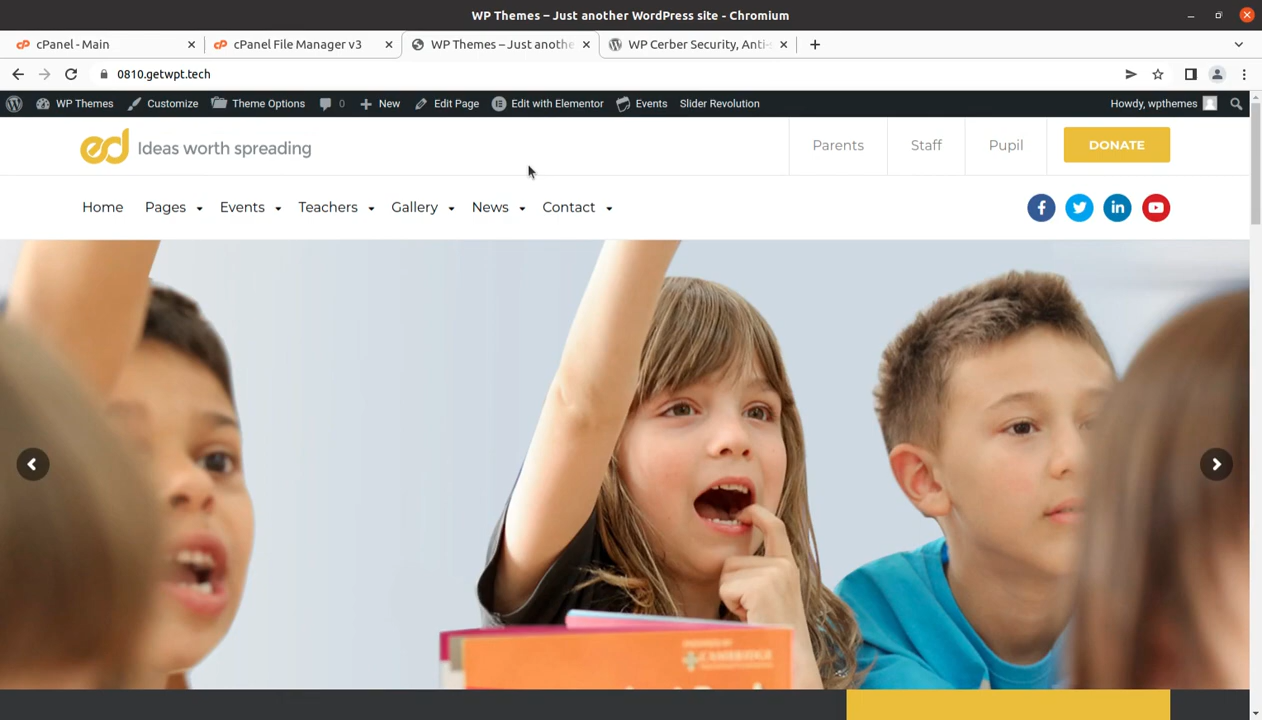 WP Themes – Just another WordPress site - Chromium
cPanel - Main
cPanel File Manager v3
WP Themes – Just anothe
WP Cerber Security, Anti-s
0810.getwpt.tech
WP Themes
Customize
Theme Options
0
New
Edit Page
Edit with Elementor
Events
Slider Revolution
Howdy, wpthemes
ed Ideas worth spreading
Parents
Staff
Pupil
DONATE
Home
Pages
Events
Teachers
Gallery
News
Contact
CAMBRIDGE